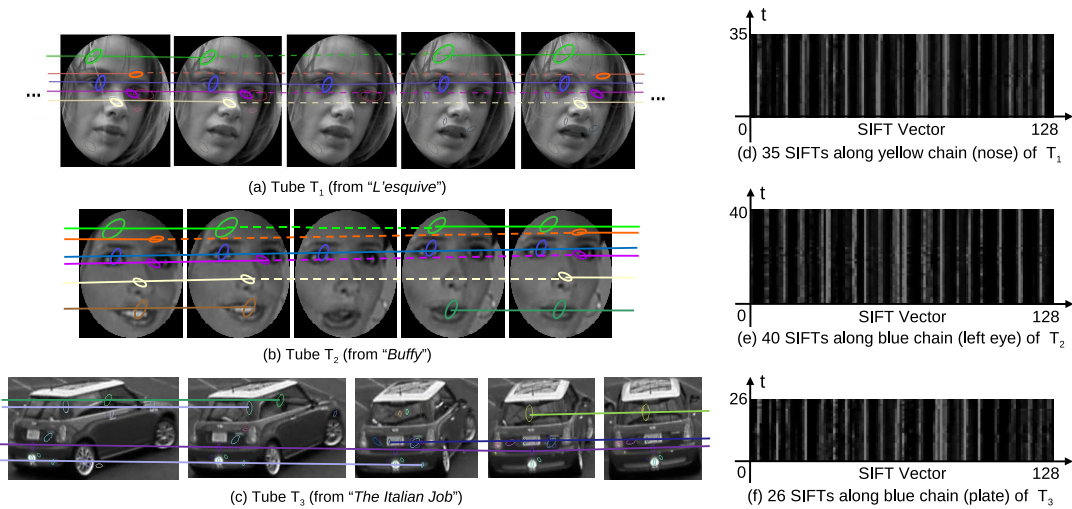 ...
...
(a) Tube T1 (from “L'esquive”)
(b) Tube T2 (from “Buffy”)
(c) Tube T3 (from “The Italian Job”)
t
35
0
SIFT Vector
128
(d) 35 SIFTs along yellow chain (nose) of T1
t
40
0
SIFT Vector
128
(e) 40 SIFTs along blue chain (left eye) of T2
t
26
0
SIFT Vector
128
(f) 26 SIFTs along blue chain (plate) of T3